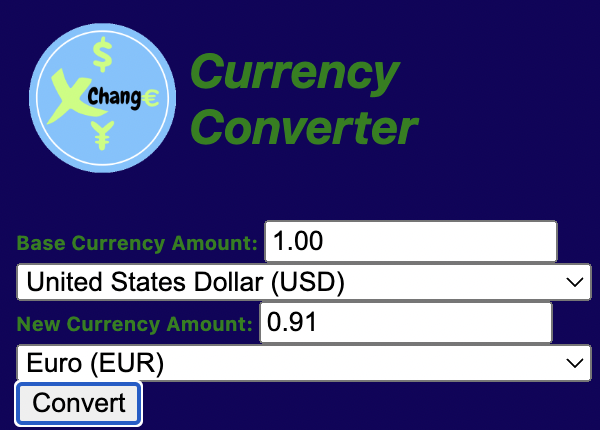 $
XChang€
¥
Currency
Converter
Base Currency Amount: 1.00
United States Dollar (USD)
New Currency Amount: 0.91
Euro (EUR)
Convert